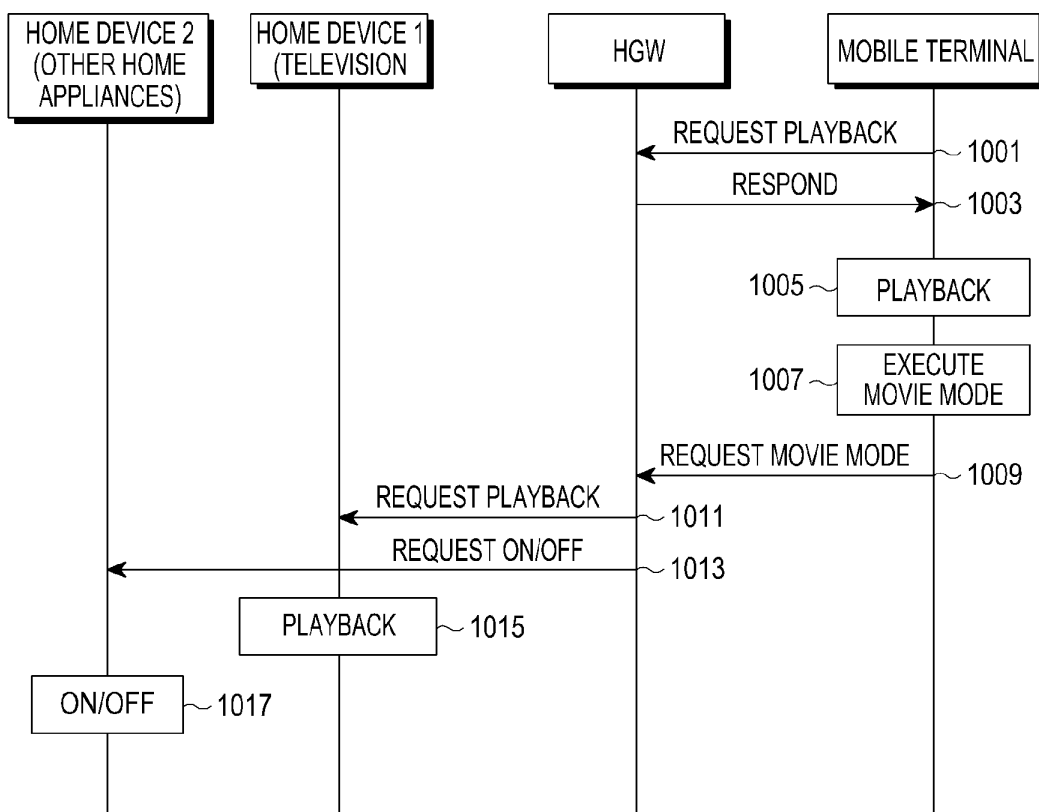 HOME DEVICE 2
(OTHER HOME
APPLIANCES)
HOME DEVICE 1
(TELEVISION
HGW
MOBILE TERMINAL
REQUEST PLAYBACK
1001
RESPOND
1003
1005
PLAYBACK
1007
EXECUTE
MOVIE MODE
REQUEST MOVIE MODE
1009
REQUEST PLAYBACK
1011
REQUEST ON/OFF
1013
PLAYBACK
1015
ON/OFF
1017